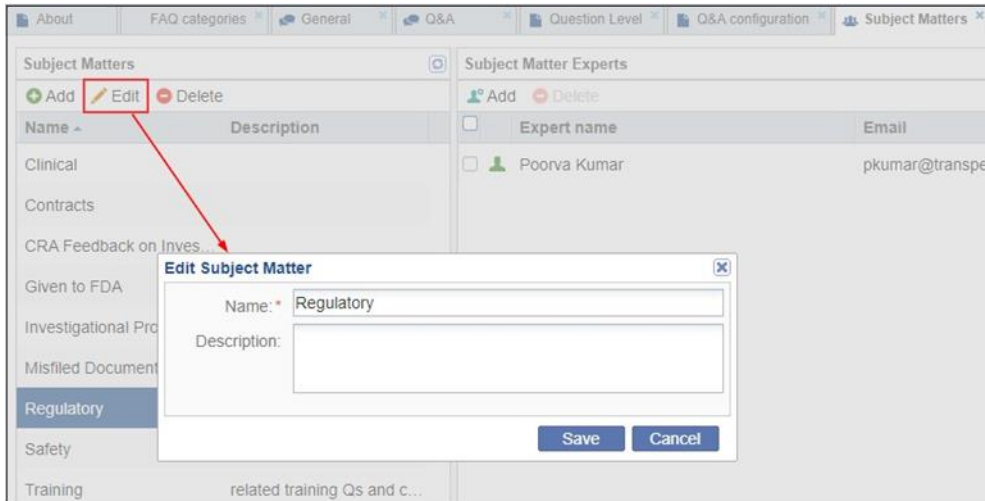 About FAQ categories General Q&A Question Level Q&A configuration Subject Matters
Subject Matters
Subject Matter Experts
Add Edit Delete
Add Delete
Name Description
Expert name Email
Clinical
Poorva Kumar pkumar@transpe
Contracts
CRA Feedback on Inves...
Edit Subject Matter
Given to FDA
Name:* Regulatory
Investigational Pro
Description:
Misfiled Document
Regulatory
Save Cancel
Safety
Training related training Qs and c...